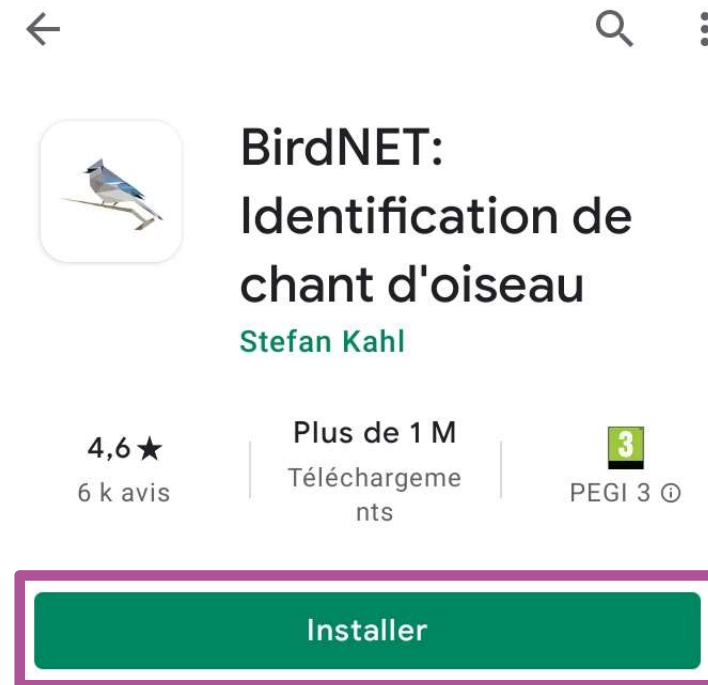 BirdNET:
Identification de
chant d'oiseau
Stefan Kahl
4,6 ★
6 k avis
Plus de 1 M
Téléchargeme
nts
3
PEGI 3 ⓘ
Installer